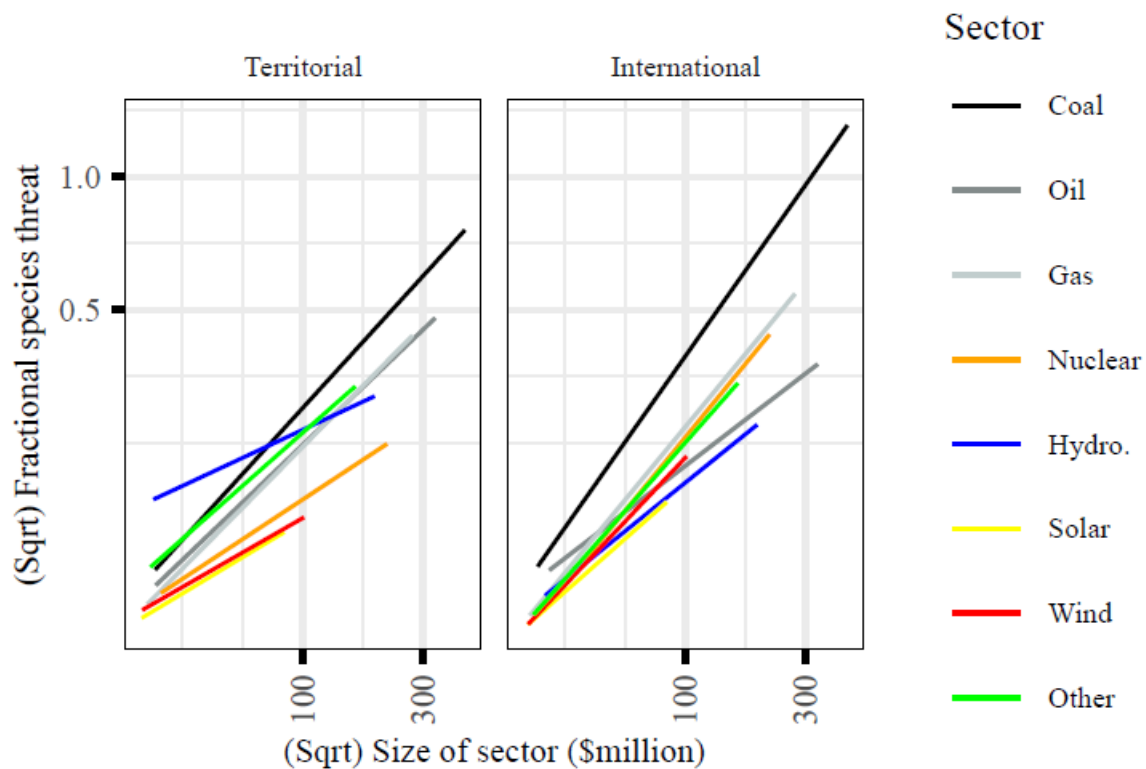 Sector
Territorial
International
Coal
Oil
Gas
Nuclear
Hydro.
Solar
Wind
Other
(Sqrt) Fractional species threat
1.0
0.5
100
300
100
300
(Sqrt) Size of sector ($million)